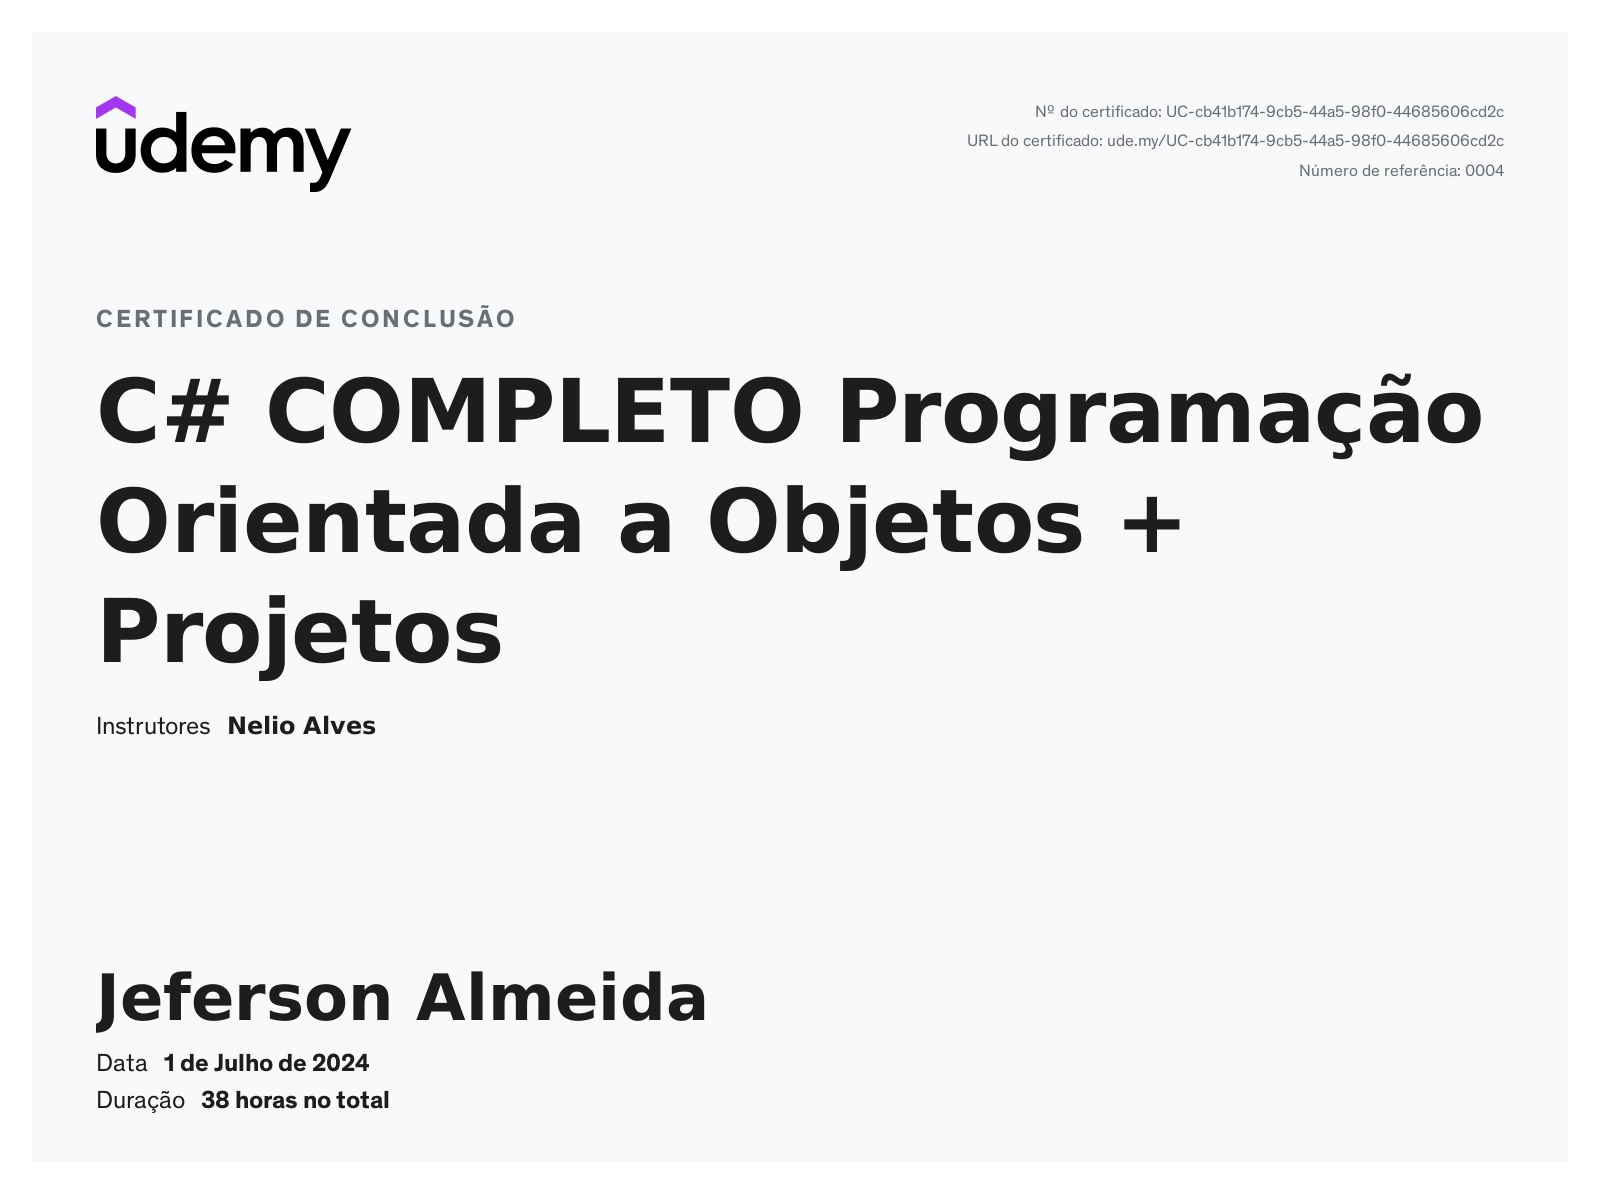 udemy
Nº do certificado: UC-cb41b174-9cb5-44a5-98f0-44685606cd2c
URL do certificado: ude.my/UC-cb41b174-9cb5-44a5-98f0-44685606cd2c
Número de referência: 0004
CERTIFICADO DE CONCLUSÃO
C# COMPLETO Programação
Orientada a Objetos +
Projetos
Instrutores Nelio Alves
Jeferson Almeida
Data 1 de Julho de 2024
Duração 38 horas no total